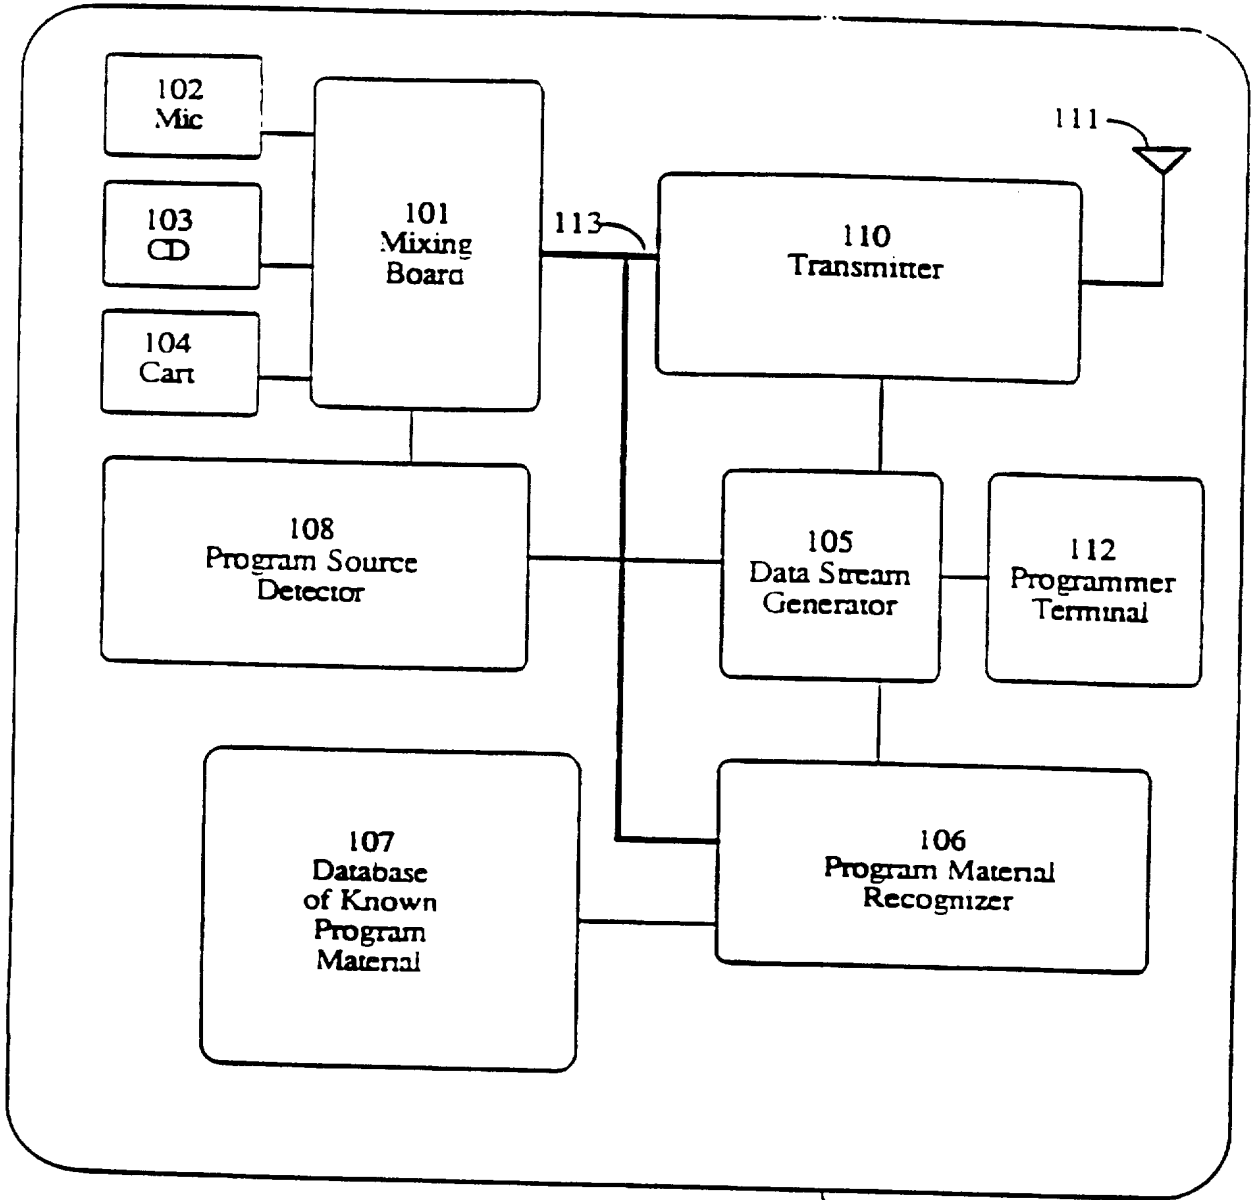 102
Mic
103
CD
104
Cart
101
Mixing
Board
113
110
Transmitter
111
108
Program Source
Detector
105
Data Stream
Generator
112
Programmer
Terminal
107
Database
of Known
Program
Material
106
Program Material
Recognizer